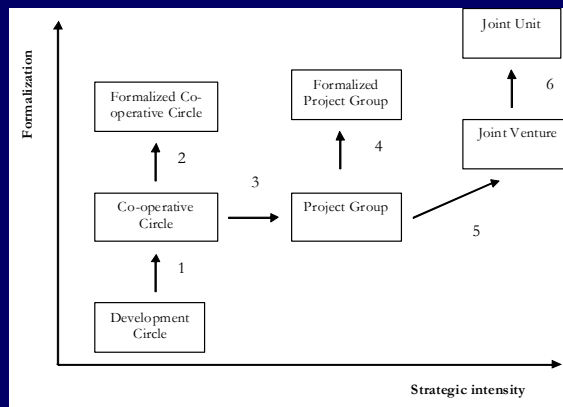 Joint Unit
Formalization
Formalized Co-
operative Circle
Formalized
Project Group
6
Joint Venture
2
4
3
Co-operative
Circle
Project Group
5
1
Development
Circle
Strategic intensity